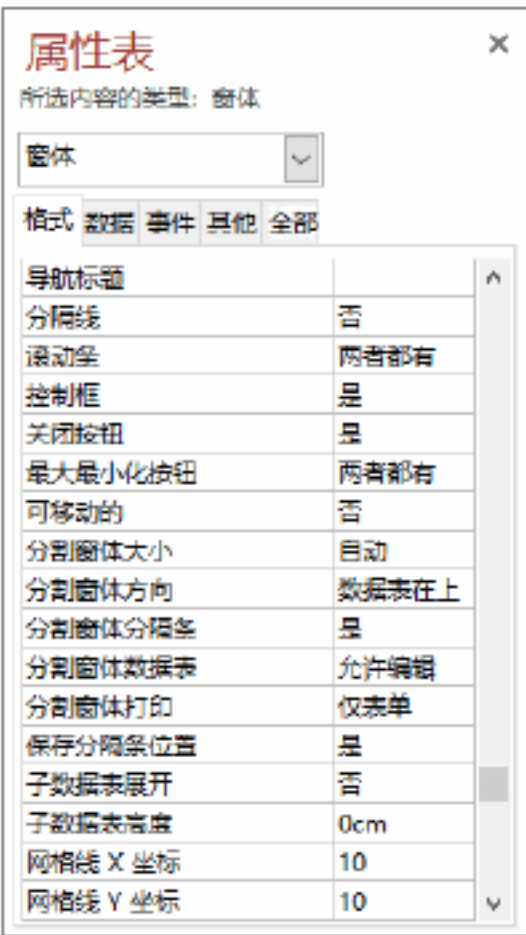 属性表
所选内容的类型: 窗体
窗体
格式 数据 事件 其他 全部
导航标题
分隔线 否
滚动条 两者都有
控制框 是
关闭按钮 是
最大最小化按钮 两者都有
可移动的 否
分割窗体大小 自动
分割窗体方向 数据表在上
分割窗体分隔条 是
分割窗体数据表 允许编辑
分割窗体打印 仅表单
保存分隔条位置 是
子数据表展开 否
子数据表高度 0cm
网格线 X 坐标 10
网格线 Y 坐标 10